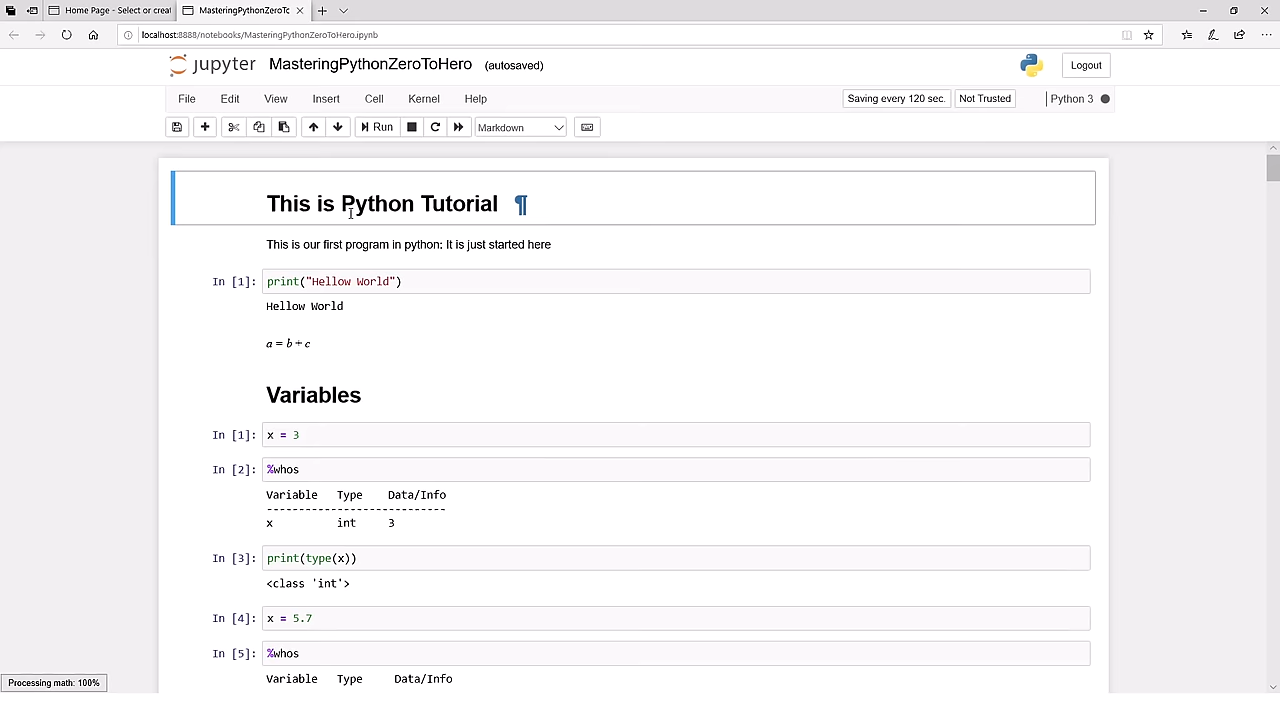 Home Page - Select or creat
MasteringPythonZeroToC
localhost:8888/notebooks/MasteringPythonZeroToHero.ipynb
jupyter MasteringPythonZeroToHero (autosaved)
Logout
File Edit View Insert Cell Kernel Help
Saving every 120 sec. Not Trusted Python 3
Run Markdown
This is Python Tutorial ¶
This is our first program in python: It is just started here
In [1]: print("Hellow World")
Hellow World
a = b + c
Variables
In [1]: x = 3
In [2]: %whos
Variable Type Data/Info
----------------------------
x int 3
In [3]: print(type(x))
<class 'int'>
In [4]: x = 5.7
In [5]: %whos
Variable Type Data/Info
Processing math: 100%